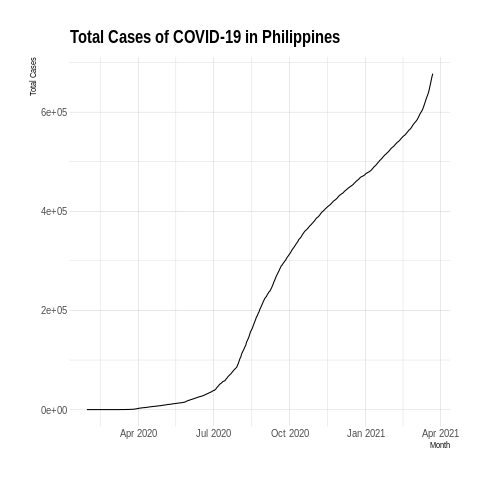 Total Cases of COVID-19 in Philippines
Total Cases
6e+05
4e+05
2e+05
0e+00
Apr 2020 Jul 2020 Oct 2020 Jan 2021 Apr 2021
Month